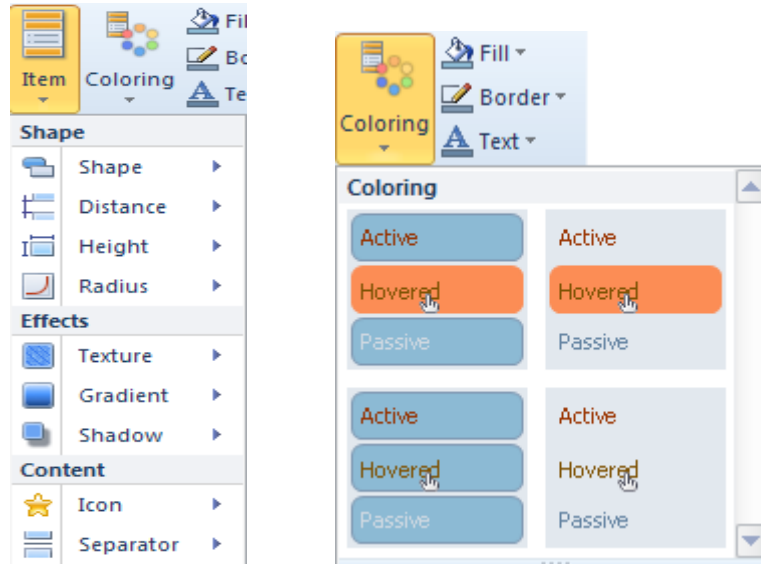 Item
Coloring
Fil
Bo
Te
Shape
Shape
Distance
Height
Radius
Effects
Texture
Gradient
Shadow
Content
Icon
Separator
Coloring
Fill
Border
Text
Coloring
Active
Hovered
Passive
Active
Hovered
Passive
Active
Hovered
Passive
Active
Hovered
Passive